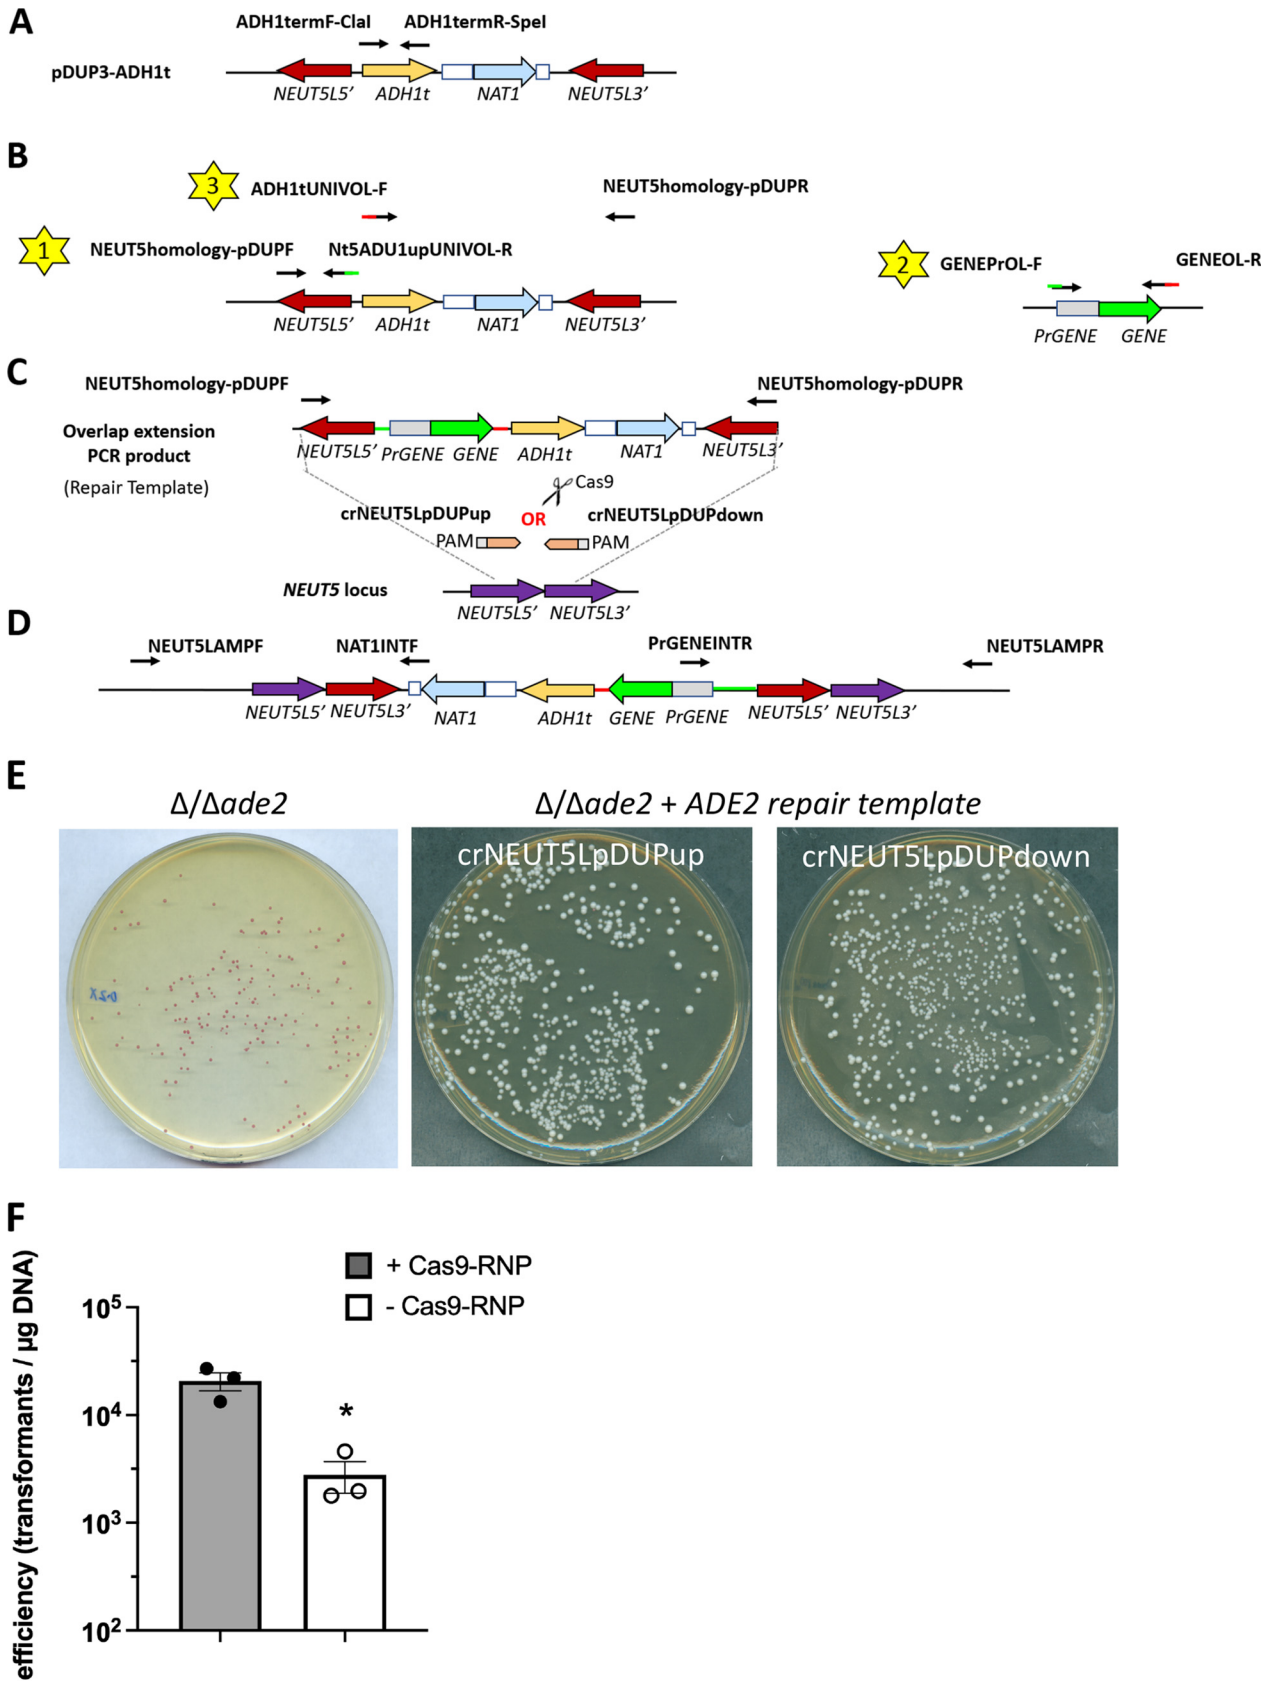 A
ADH1termF-ClaI ADH1termR-SpeI
pDUP3-ADH1t
NEUT5L5’ ADH1t NAT1 NEUT5L3’
B
3 ADH1tUNIVOL-F NEUT5homology-pDUPR
1 NEUT5homology-pDUPF Nt5ADU1upUNIVOL-R
2 GENEPrOL-F GENEOL-R
NEUT5L5’ ADH1t NAT1 NEUT5L3’
PrGENE GENE
C
NEUT5homology-pDUPF NEUT5homology-pDUPR
Overlap extension
PCR product
(Repair Template)
NEUT5L5’ PrGENE GENE ADH1t NAT1 NEUT5L3’
Cas9
crNEUT5LpDUPup OR crNEUT5LpDUPdown
PAM PAM
NEUT5 locus
NEUT5L5’ NEUT5L3’
D
NEUT5LAMPF NAT1INTF PrGENEINTR NEUT5LAMPR
NEUT5L5’ NEUT5L3’ NAT1 ADH1t GENE PrGENE NEUT5L5’ NEUT5L3’
E
Δ/Δade2 Δ/Δade2 + ADE2 repair template
crNEUT5LpDUPup crNEUT5LpDUPdown
F
+ Cas9-RNP
- Cas9-RNP
efficiency (transformants / µg DNA)
10⁵
10⁴
10³
10²
*